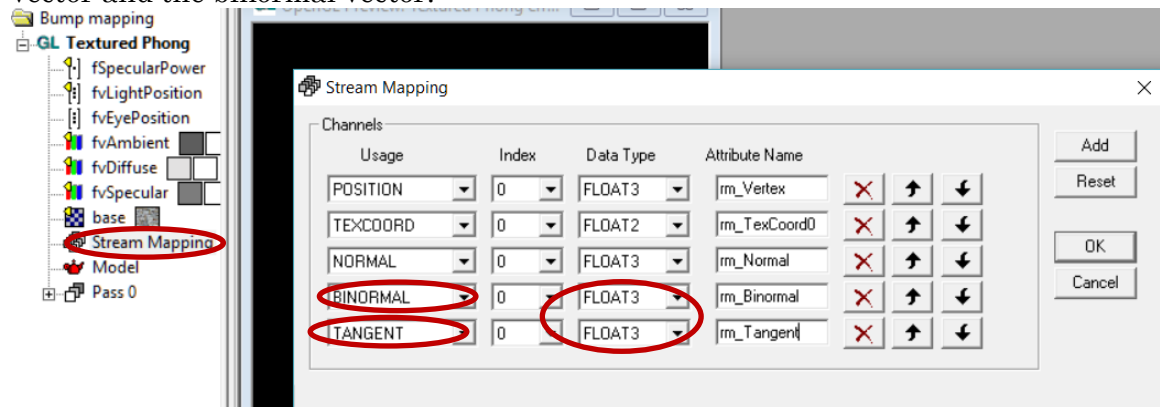 vector and the binormal vector.
Bump mapping
GL Textured Phong
fSpecularPower
fvLightPosition
fvEyePosition
fvAmbient
fvDiffuse
fvSpecular
base
Stream Mapping
Model
Pass 0
Stream Mapping
Channels
Usage Index Data Type Attribute Name
POSITION 0 FLOAT3 rm_Vertex
TEXCOORD 0 FLOAT2 rm_TexCoord0
NORMAL 0 FLOAT3 rm_Normal
BINORMAL 0 FLOAT3 rm_Binormal
TANGENT 0 FLOAT3 rm_Tangent
Add
Reset
OK
Cancel